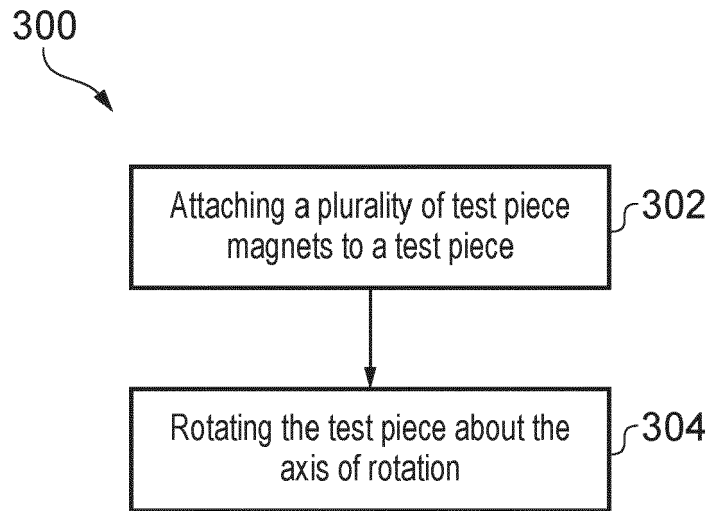 300
Attaching a plurality of test piece
magnets to a test piece
302
Rotating the test piece about the
axis of rotation
304